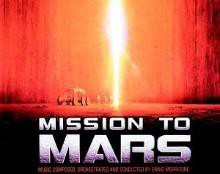 MISSION TO
MARS
MUSIC COMPOSED, ORCHESTRATED AND CONDUCTED BY ENNIO MORRICONE